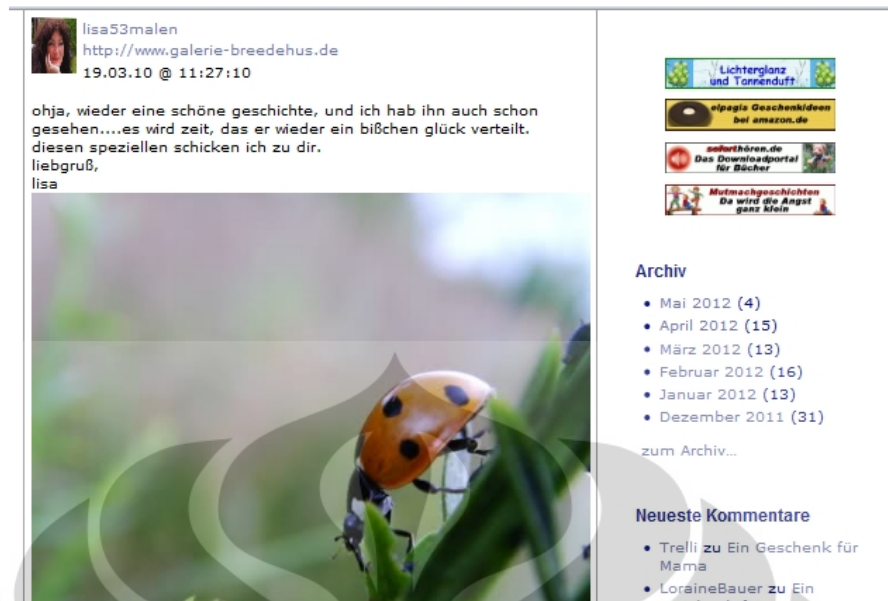 lisa53malen
http://www.galerie-breedehus.de
19.03.10 @ 11:27:10
ohja, wieder eine schöne geschichte, und ich hab ihn auch schon
gesehen....es wird zeit, das er wieder ein bißchen glück verteilt.
diesen speziellen schicken ich zu dir.
liebgruß,
lisa
Lichterglanz
und Tannenduft
elpagis Geschenkideen
bei amazon.de
soforthören.de
Das Downloadportal
für Bücher
Mutmachgeschichten
Da wird die Angst
ganz klein
Archiv
• Mai 2012 (4)
• April 2012 (15)
• März 2012 (13)
• Februar 2012 (16)
• Januar 2012 (13)
• Dezember 2011 (31)
zum Archiv...
Neueste Kommentare
• Trelli zu Ein Geschenk für
Mama
• LoraineBauer zu Ein